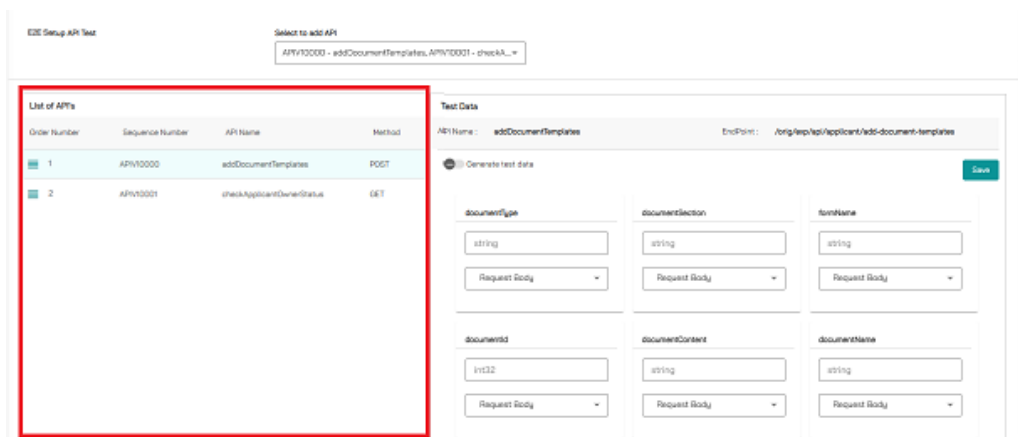 E2E Setup API Test
Select to add API
APIV10000 - addDocumentTemplates, APIV10001 - checkA...
List of API's
Order Number Sequence Number API Name Method
1 APIV10000 addDocumentTemplates POST
2 APIV10001 checkApplicantOwnerStatus GET
Test Data
API Name : addDocumentTemplates EndPoint : /orig/exp/api/applicant/add-document-templates
Generate test data
Save
documentType documentSection formName
string string string
Request Body Request Body Request Body
documentId documentContent documentName
int32 string string
Request Body Request Body Request Body